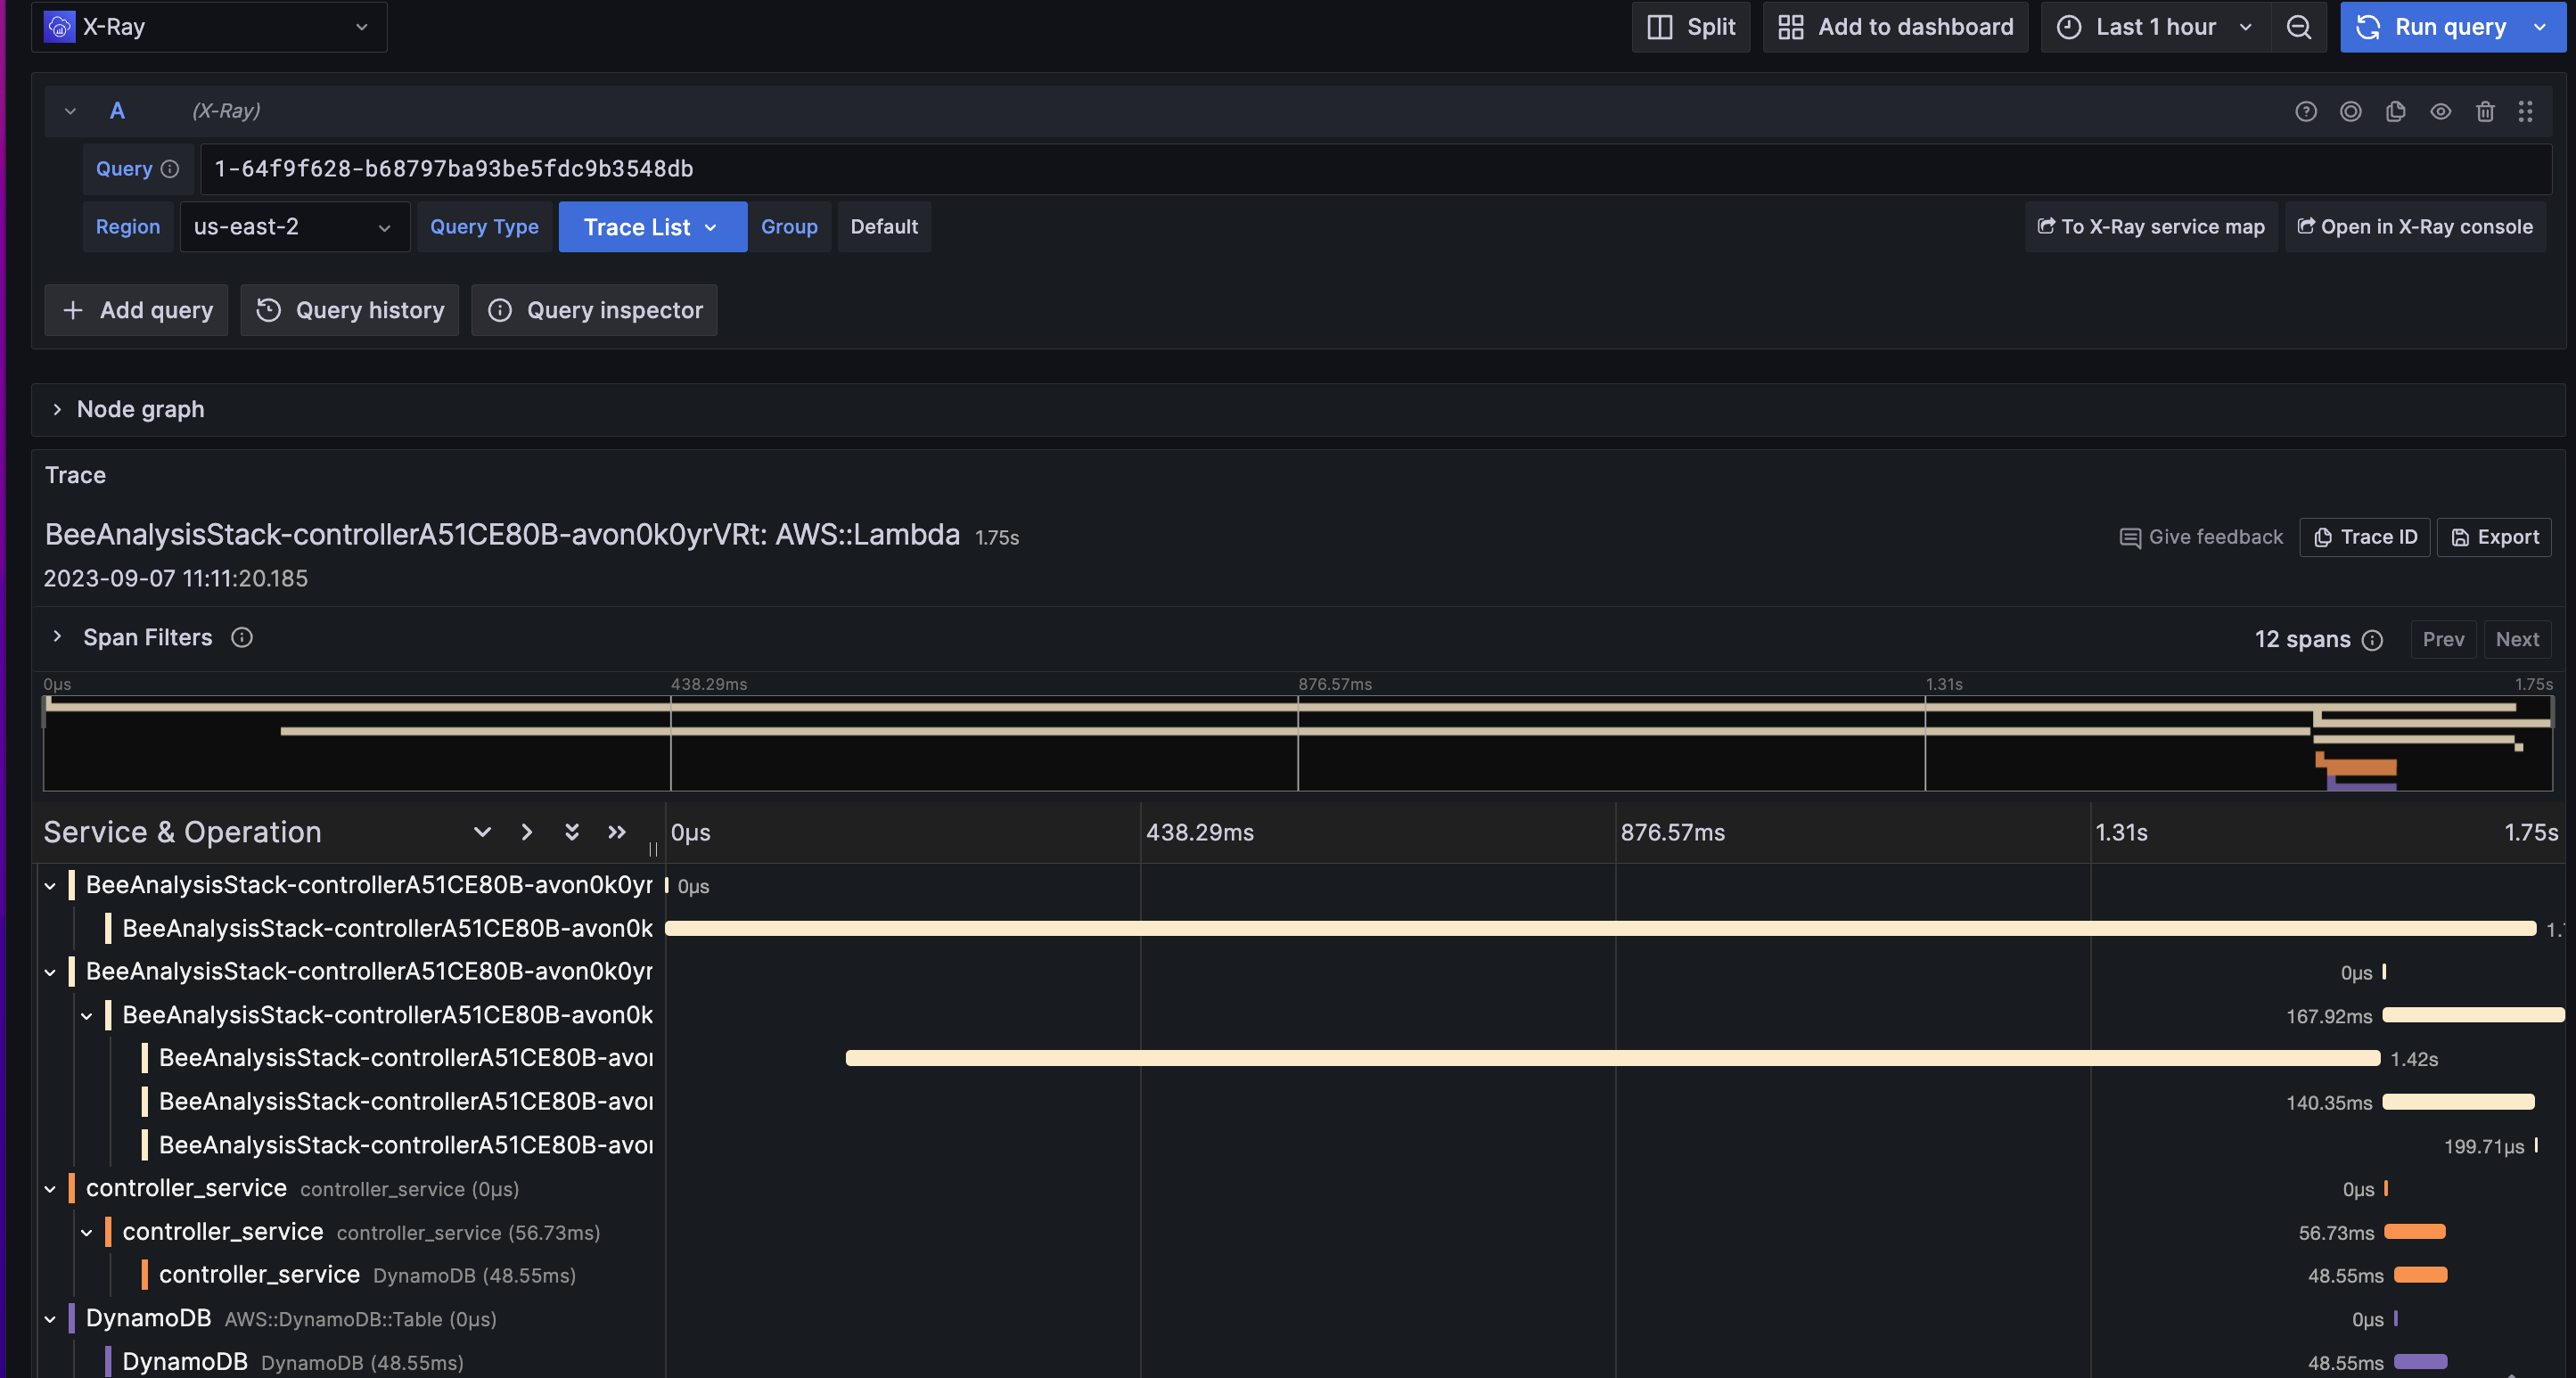 X-Ray Split Add to dashboard Last 1 hour Run query
A (X-Ray)
Query 1-64f9f628-b68797ba93be5fdc9b3548db
Region us-east-2 Query Type Trace List Group Default To X-Ray service map Open in X-Ray console
Add query Query history Query inspector
Node graph
Trace
BeeAnalysisStack-controllerA51CE80B-avon0k0yrVRt: AWS::Lambda 1.75s Give feedback Trace ID Export
2023-09-07 11:11:20.185
Span Filters 12 spans Prev Next
0μs 438.29ms 876.57ms 1.31s 1.75s
Service & Operation 0μs 438.29ms 876.57ms 1.31s 1.75s
BeeAnalysisStack-controllerA51CE80B-avon0k0yr 0μs
BeeAnalysisStack-controllerA51CE80B-avon0k 1.
BeeAnalysisStack-controllerA51CE80B-avon0k0yr 0μs
BeeAnalysisStack-controllerA51CE80B-avon0k 167.92ms
BeeAnalysisStack-controllerA51CE80B-avo 1.42s
BeeAnalysisStack-controllerA51CE80B-avo 140.35ms
BeeAnalysisStack-controllerA51CE80B-avo 199.71μs
controller_service controller_service (0μs) 0μs
controller_service controller_service (56.73ms) 56.73ms
controller_service DynamoDB (48.55ms) 48.55ms
DynamoDB AWS::DynamoDB::Table (0μs) 0μs
DynamoDB DynamoDB (48.55ms) 48.55ms